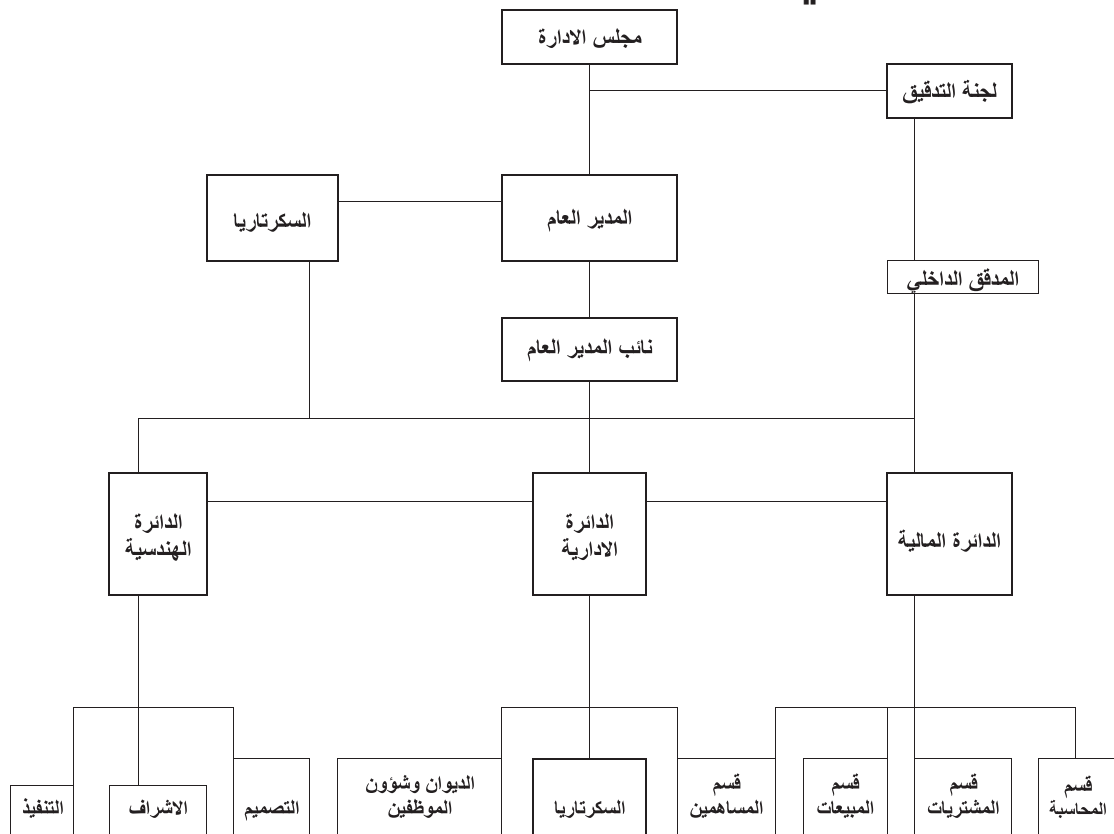 مجلس الادارة
لجنة التدقيق
المدير العام
السكرتاريا
المدقق الداخلي
نائب المدير العام
الدائرة المالية
الدائرة
الادارية
الدائرة
الهندسية
قسم
المحاسبة
قسم
المشتريات
قسم
المبيعات
قسم
المساهمين
السكرتاريا
الديوان وشؤون
الموظفين
التصميم
الاشراف
التنفيذ